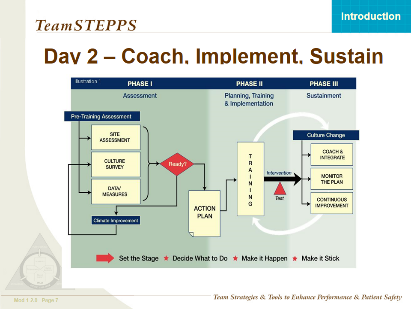 Introduction
TeamSTEPPS
Day 2 – Coach, Implement, Sustain
Illustration
PHASE I
PHASE II
PHASE III
Assessment
Planning, Training
& Implementation
Sustainment
Pre-Training Assessment
SITE
ASSESSMENT
CULTURE
SURVEY
DATA/
MEASURES
Climate Improvement
Ready?
ACTION
PLAN
TRAINING
Intervention
Test
Culture Change
COACH &
INTEGRATE
MONITOR
THE PLAN
CONTINUOUS
IMPROVEMENT
Set the Stage ★ Decide What to Do ★ Make it Happen ★ Make it Stick
Team Strategies & Tools to Enhance Performance & Patient Safety